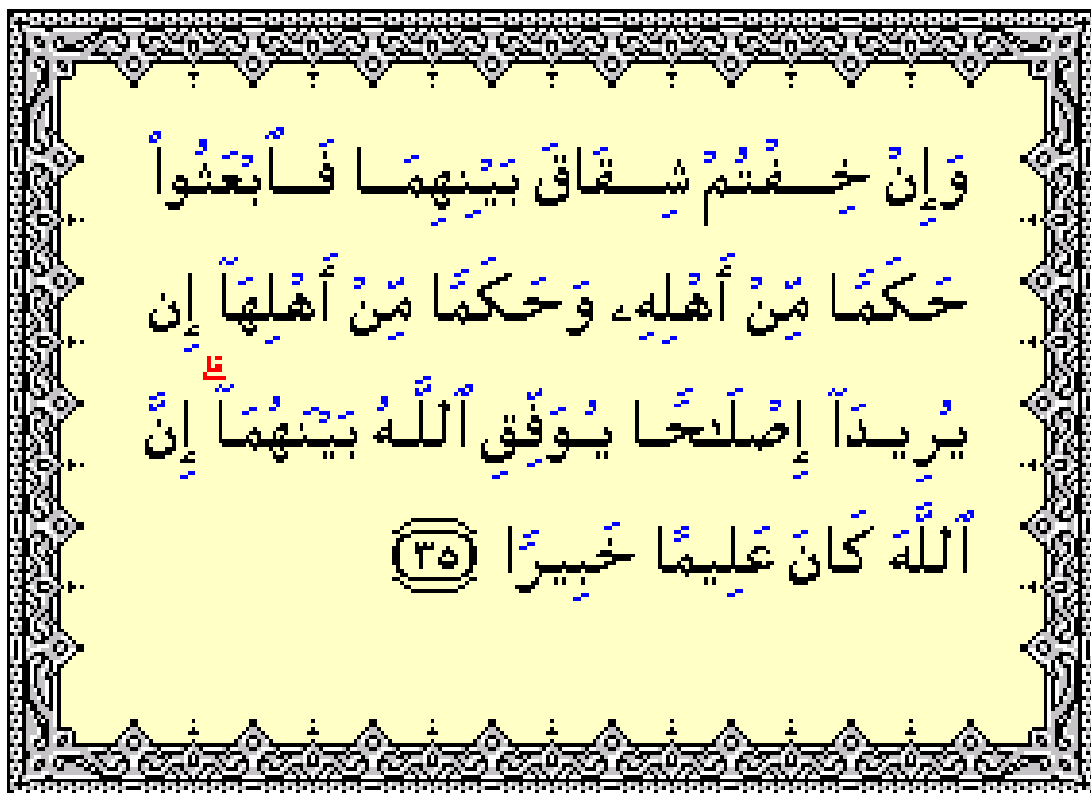 وَإِنْ خِفْتُمْ شِقَاقَ بَيْنِهِمَا فَٱبْعَثُوا۟
حَكَمًا مِّنْ أَهْلِهِۦ وَحَكَمًا مِّنْ أَهْلِهَآ إِن
يُرِيدَآ إِصْلَـٰحًا يُوَفِّقِ ٱللَّهُ بَيْنَهُمَآ ۗ إِنَّ
ٱللَّهَ كَانَ عَلِيمًا خَبِيرًا ٣٥